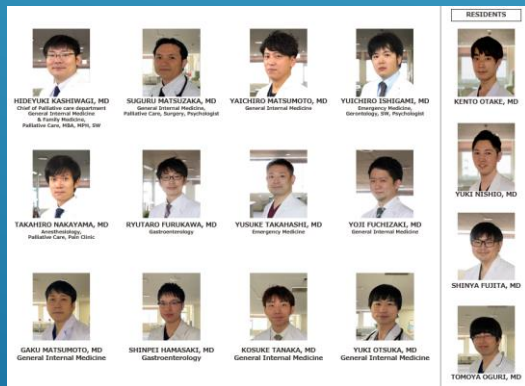 RESIDENTS
HIDEYUKI KASHIWAGI, MD
Chief of Palliative care department
General Internal Medicine
& Family Medicine,
Palliative Care, MBA, MPH, SW
SUGURU MATSUZAKA, MD
General Internal Medicine,
Palliative Care, Surgery, Psychologist
YAICHIRO MATSUMOTO, MD
General Internal Medicine
YUICHIRO ISHIGAMI, MD
Emergency Medicine,
Gerontology, SW, Psychologist
KENTO OTAKE, MD
TAKAHIRO NAKAYAMA, MD
Anesthesiology,
Palliative Care, Pain Clinic
RYUTARO FURUKAWA, MD
Gastroenterology
YUSUKE TAKAHASHI, MD
Emergency Medicine
YOJI FUCHIZAKI, MD
General Internal Medicine
YUKI NISHIO, MD
SHINYA FUJITA, MD
GAKU MATSUMOTO, MD
General Internal Medicine
SHINPEI HAMASAKI, MD
Gastroenterology
KOSUKE TANAKA, MD
General Internal Medicine
YUKI OTSUKA, MD
General Internal Medicine
TOMOYA OGURI, MD